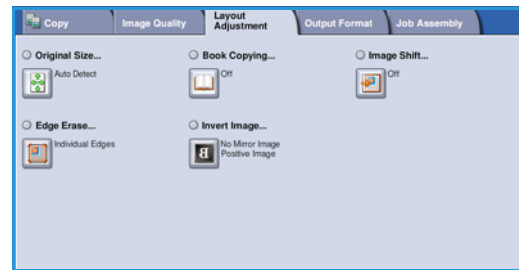 Copy
Image Quality
Layout
Adjustment
Output Format
Job Assembly
Original Size...
Auto Detect
Book Copying...
Off
Image Shift...
Off
Edge Erase...
Individual Edges
Invert Image...
No Mirror Image
Positive Image
B